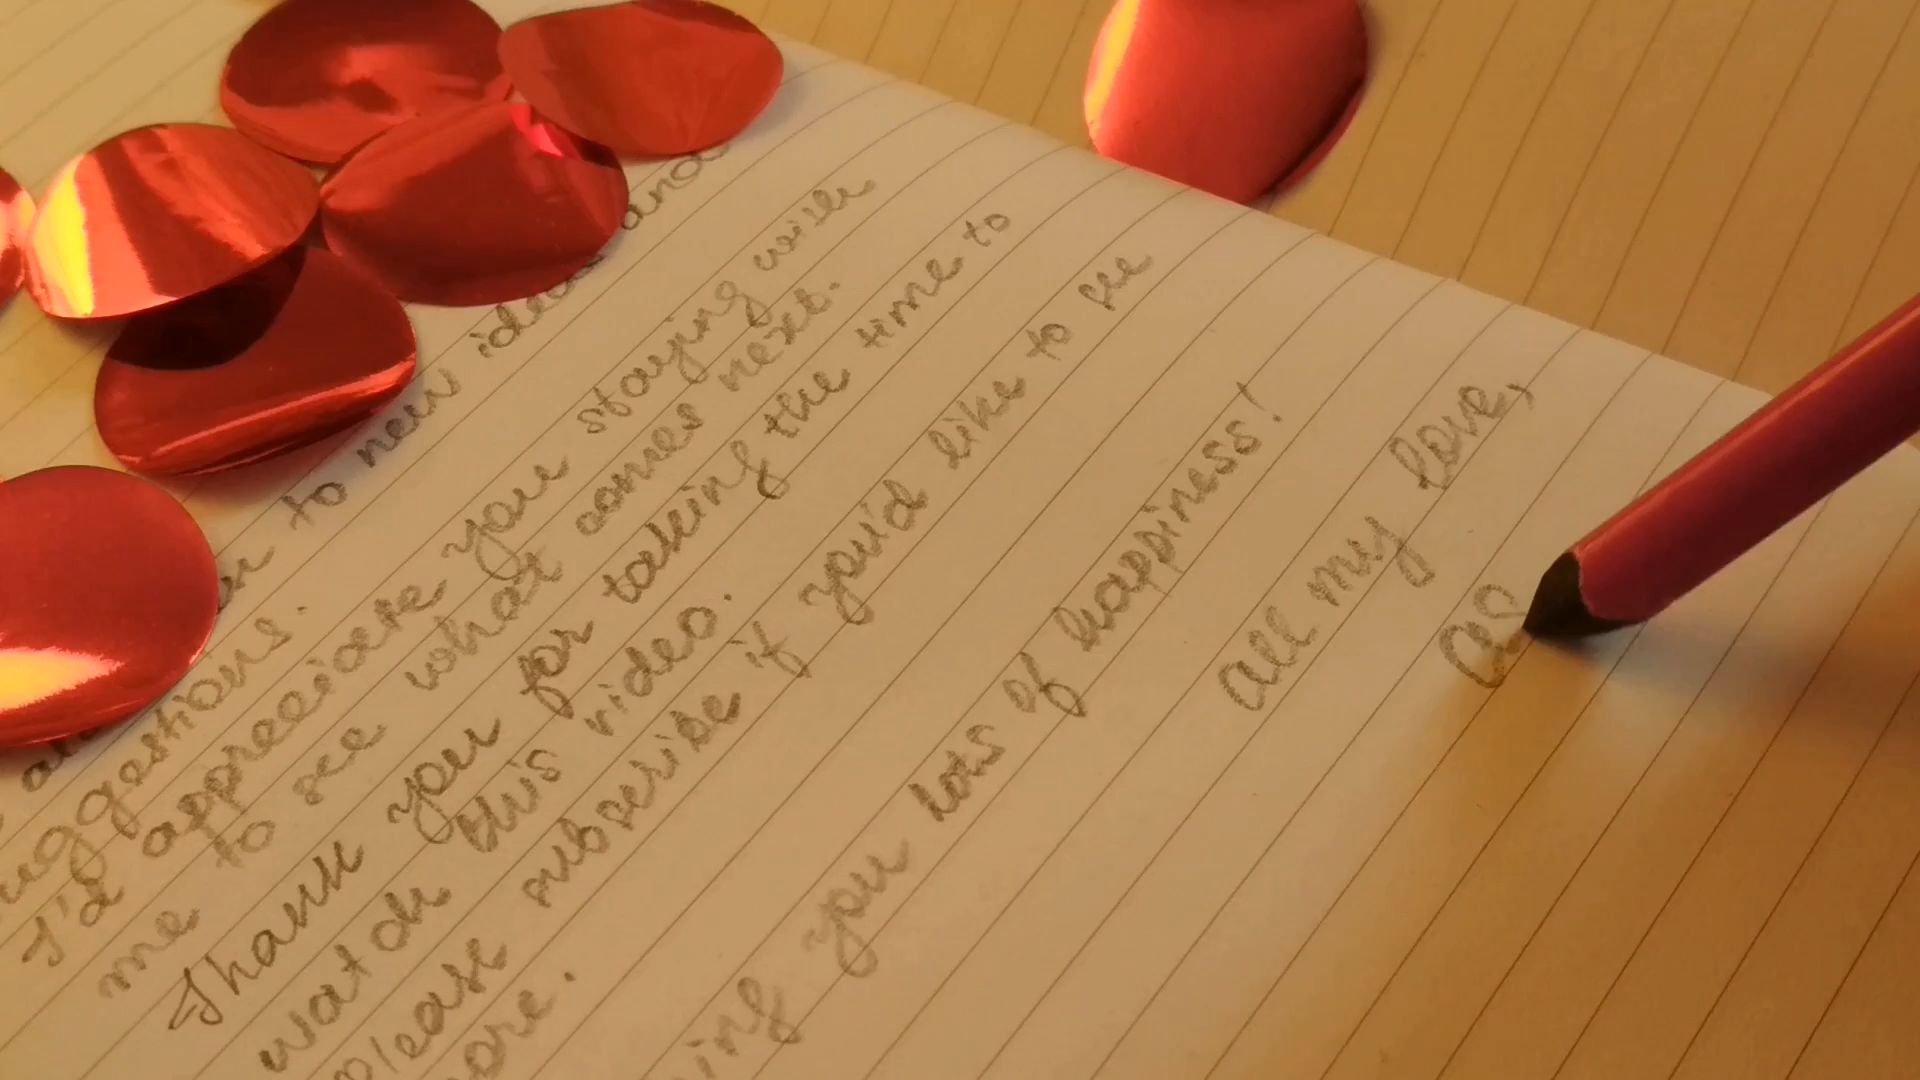 to new ideas and
suggestions.
I'd appreciate you staying with
me to see what comes next.
Thank you for taking the time to
watch this video.
please subscribe if you'd like to see
more.
you lots of happiness!
All my love,
as